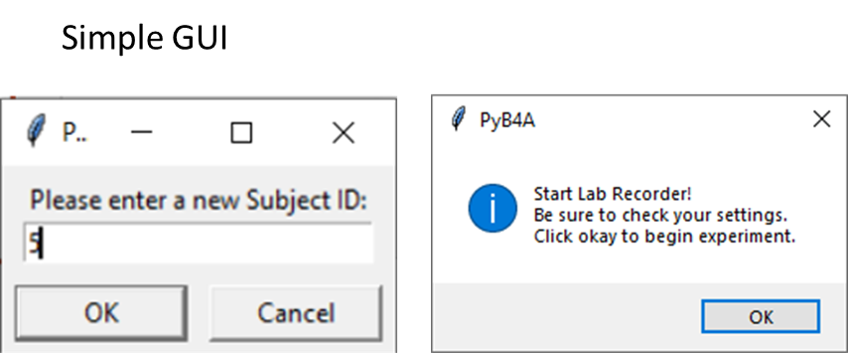 Simple GUI
P..
Please enter a new Subject ID:
5
OK
Cancel
PyB4A
Start Lab Recorder!
Be sure to check your settings.
Click okay to begin experiment.
OK